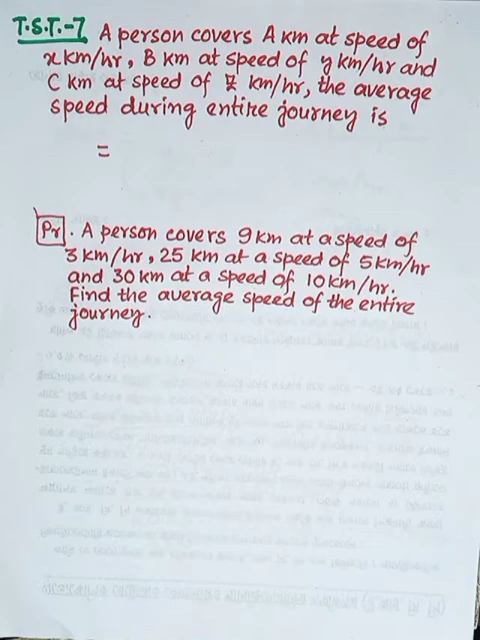 T.S.T.-7 A person covers A km at speed of
x km/hr, B km at speed of y km/hr and
C km at speed of z km/hr, the average
speed during entire journey is
=
Pr. A person covers 9 km at a speed of
3 km/hr, 25 km at a speed of 5 km/hr
and 30 km at a speed of 10 km/hr.
Find the average speed of the entire
journey.